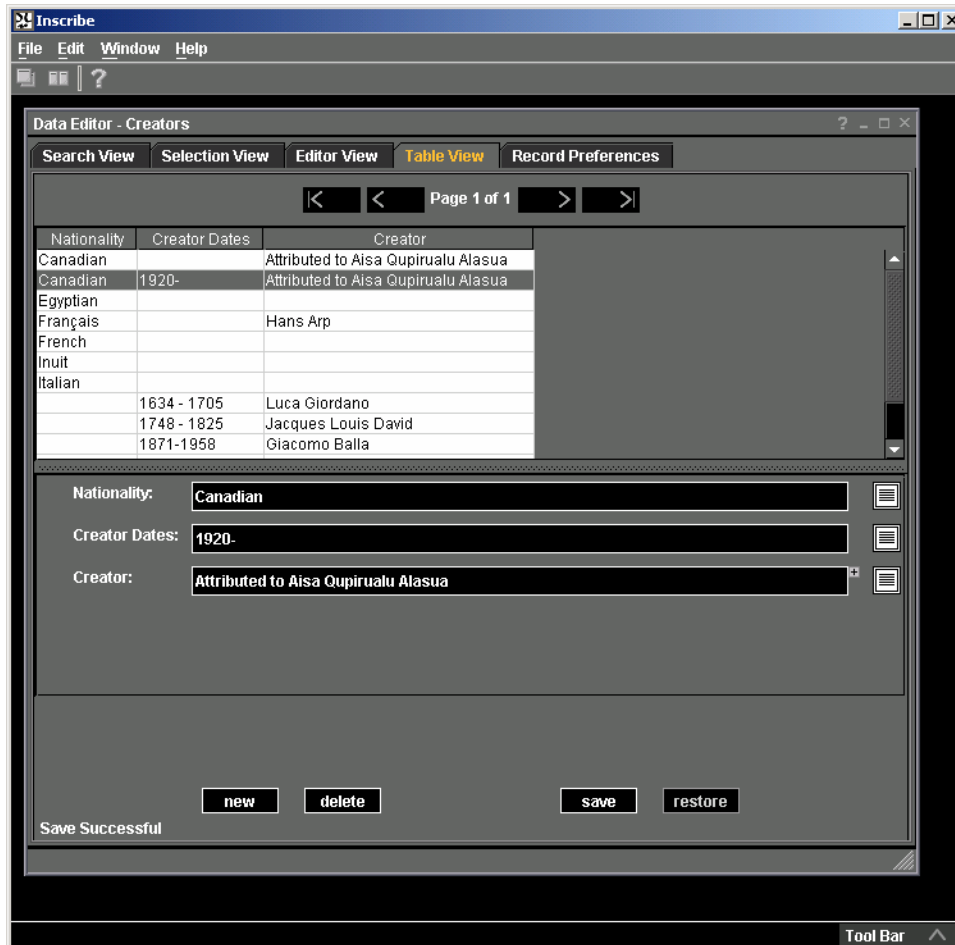 Inscribe
File Edit Window Help
?
Data Editor - Creators
Search View Selection View Editor View Table View Record Preferences
Page 1 of 1
Nationality Creator Dates Creator
Canadian Attributed to Aisa Qupirualu Alasua
Canadian 1920- Attributed to Aisa Qupirualu Alasua
Egyptian
Français Hans Arp
French
Inuit
Italian
1634 - 1705 Luca Giordano
1748 - 1825 Jacques Louis David
1871-1958 Giacomo Balla
Nationality: Canadian
Creator Dates: 1920-
Creator: Attributed to Aisa Qupirualu Alasua
new delete save restore
Save Successful
Tool Bar